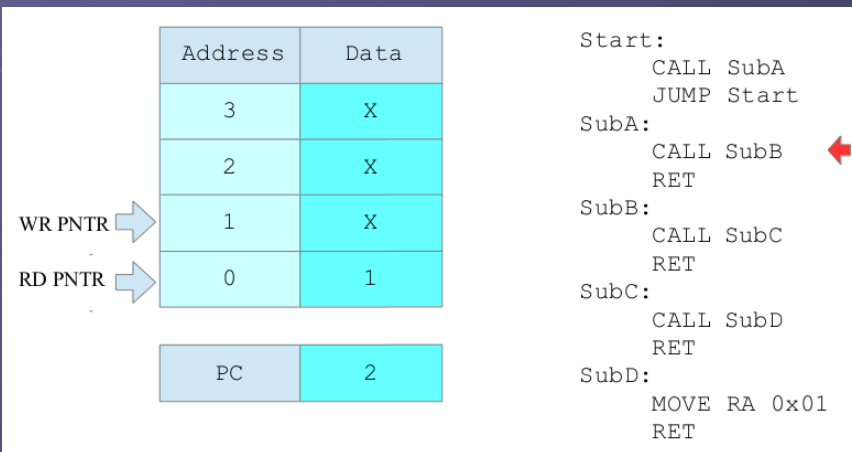 Address Data
3 X
2 X
WR PNTR 1 X
RD PNTR 0 1
PC 2
Start:
CALL SubA
JUMP Start
SubA:
CALL SubB
RET
SubB:
CALL SubC
RET
SubC:
CALL SubD
RET
SubD:
MOVE RA 0x01
RET